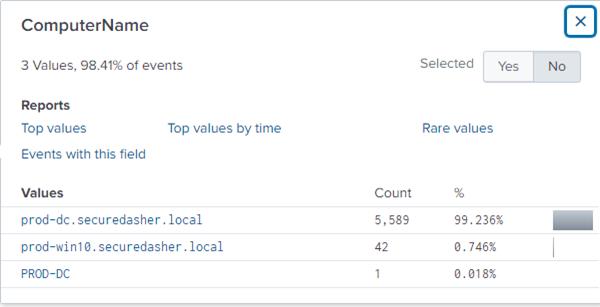 ComputerName
3 Values, 98.41% of events
Selected Yes No
Reports
Top values Top values by time Rare values
Events with this field
Values Count %
prod-dc.securedasher.local 5,589 99.236%
prod-win10.securedasher.local 42 0.746%
PROD-DC 1 0.018%